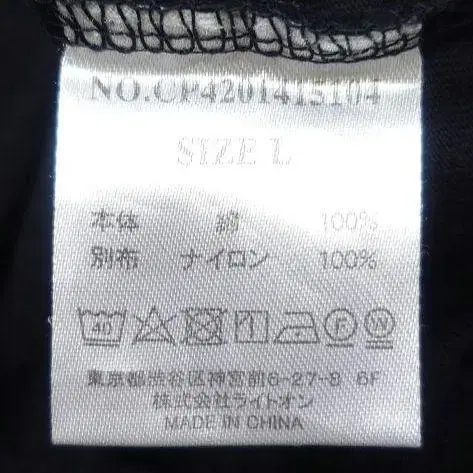 NO.CP4201415104
SIZE L
本体 綿 100%
別布 ナイロン 100%
40 F W
東京都渋谷区神宮前6-27-8 6F
株式会社ライトオン
MADE IN CHINA